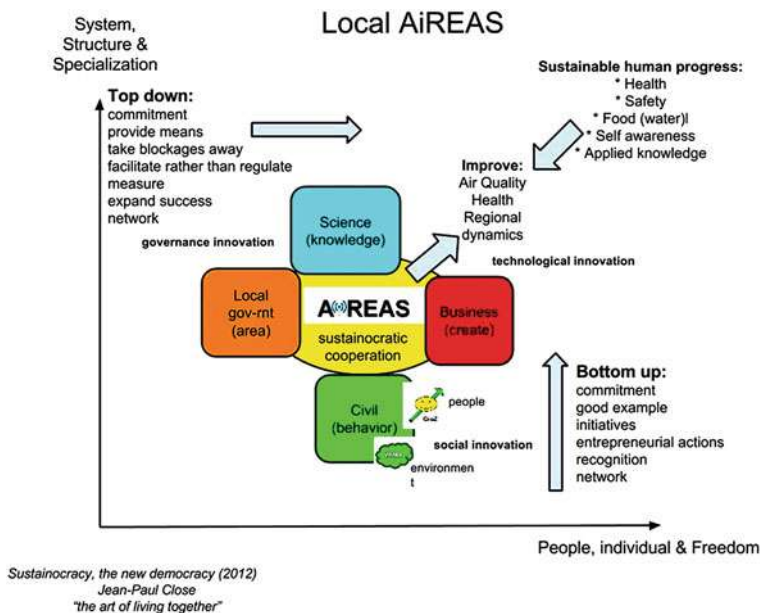 Local AiREAS
System,
Structure &
Specialization
Sustainable human progress:
* Health
* Safety
* Food (water)l
* Self awareness
* Applied knowledge
Top down:
commitment
provide means
take blockages away
facilitate rather than regulate
measure
expand success
network
Improve:
Air Quality
Health
Regional
dynamics
Science
(knowledge)
governance innovation
technological innovation
Local
gov-rnt
(area)
AiREAS
sustainocratic
cooperation
Business
(create)
Civil
(behavior)
people
social innovation
environmen
t
Bottom up:
commitment
good example
initiatives
entrepreneurial actions
recognition
network
People, individual & Freedom
Sustainocracy, the new democracy (2012)
Jean-Paul Close
"the art of living together"